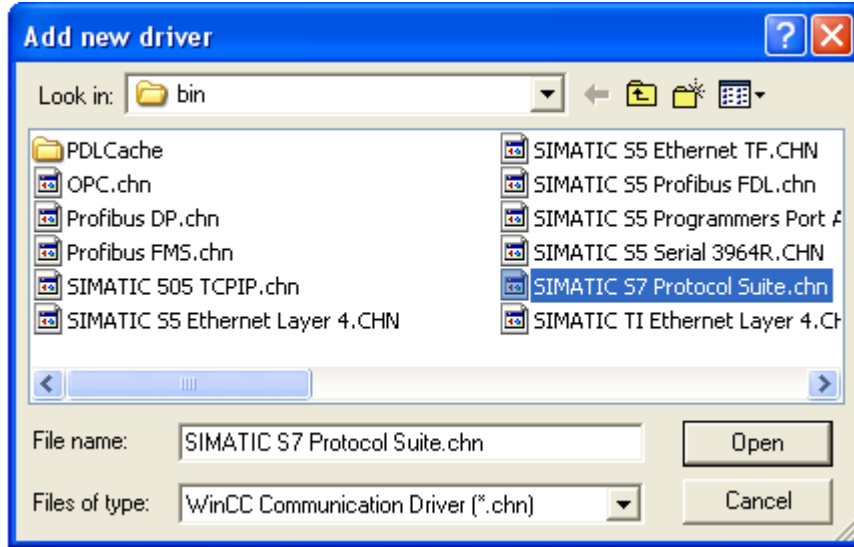 Add new driver
Look in: bin
PDLCache
OPC.chn
Profibus DP.chn
Profibus FMS.chn
SIMATIC 505 TCPIP.chn
SIMATIC S5 Ethernet Layer 4.CHN
SIMATIC S5 Ethernet TF.CHN
SIMATIC S5 Profibus FDL.chn
SIMATIC S5 Programmers Port
SIMATIC S5 Serial 3964R.CHN
SIMATIC S7 Protocol Suite.chn
SIMATIC TI Ethernet Layer 4.CH
File name: SIMATIC S7 Protocol Suite.chn
Open
Files of type: WinCC Communication Driver (*.chn)
Cancel